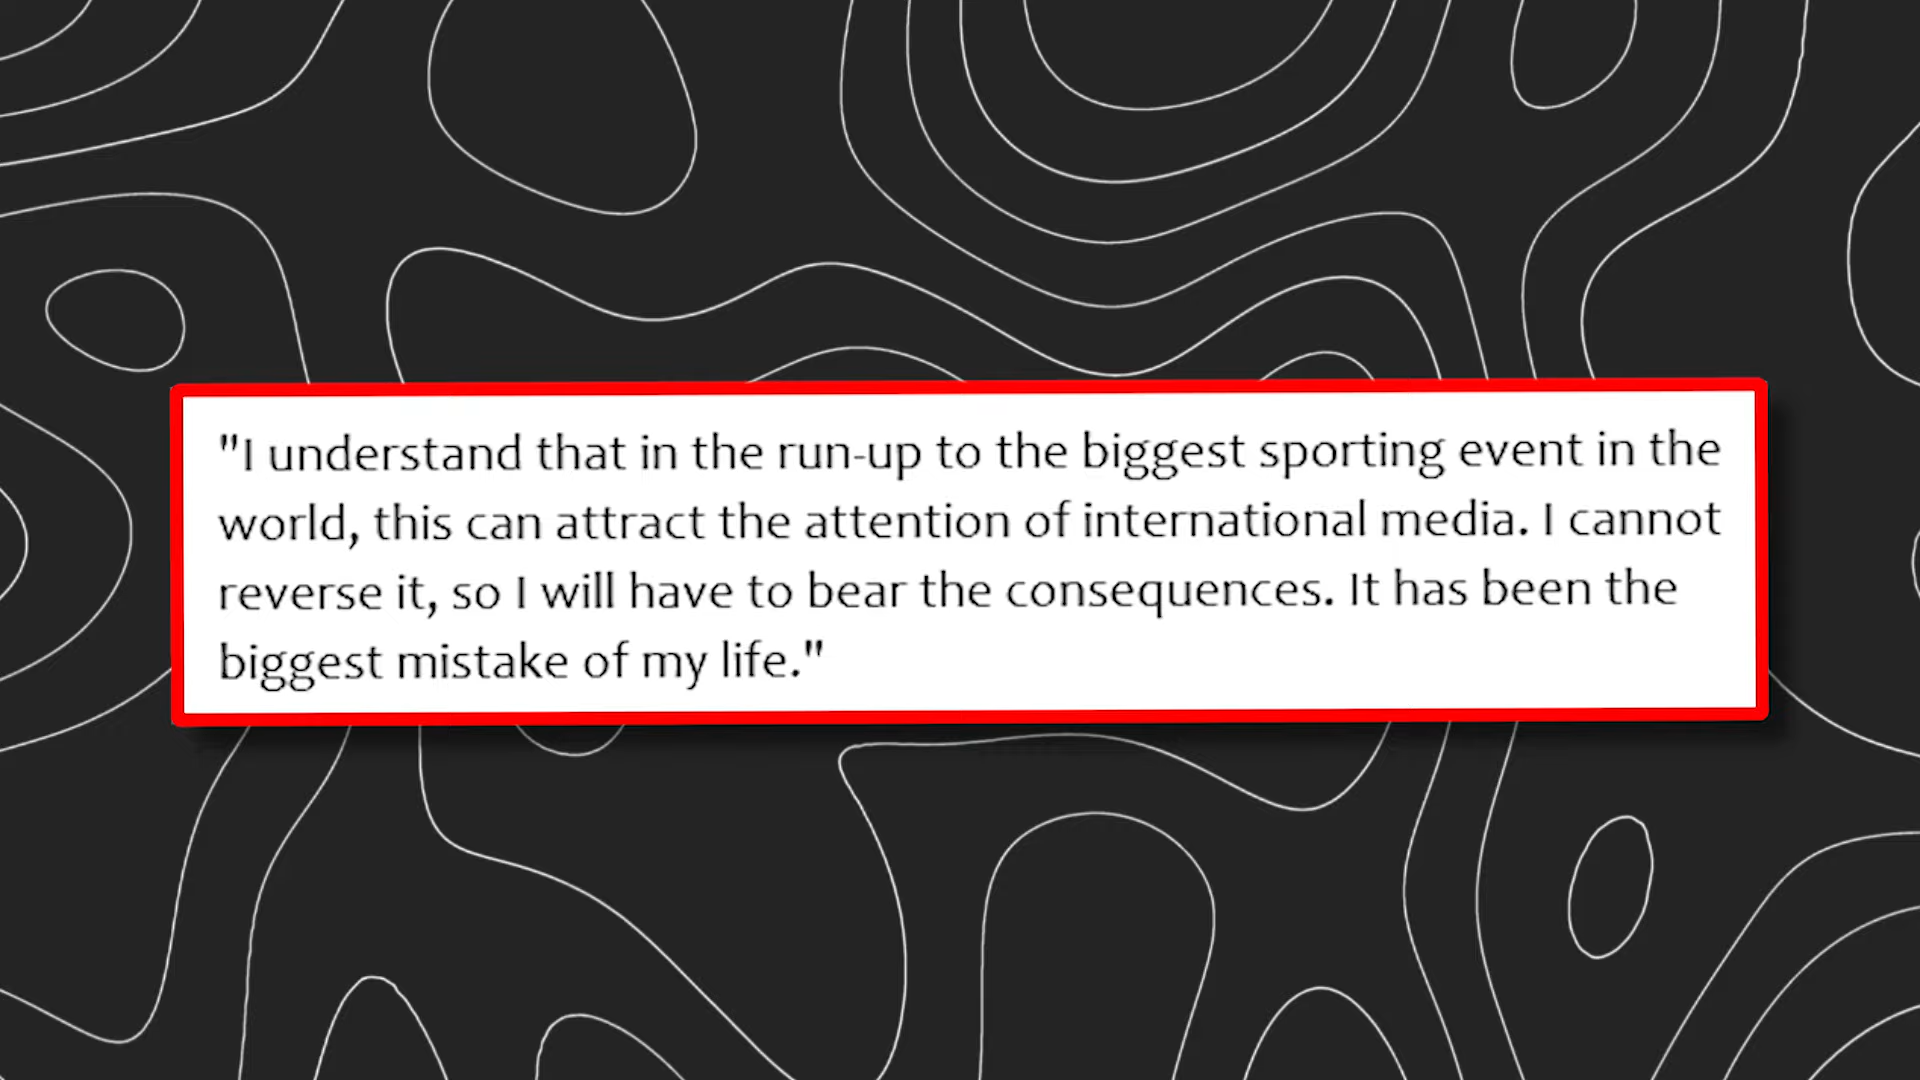 "I understand that in the run-up to the biggest sporting event in the
world, this can attract the attention of international media. I cannot
reverse it, so I will have to bear the consequences. It has been the
biggest mistake of my life."